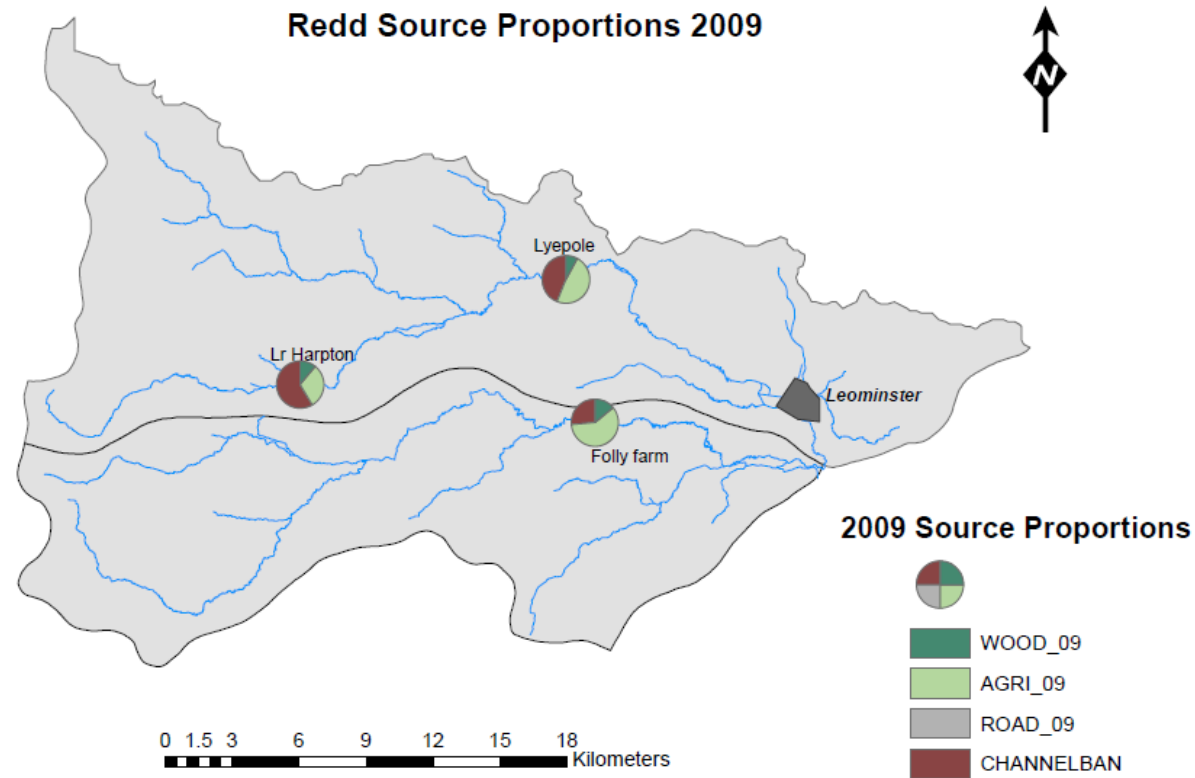 Redd Source Proportions 2009
N
Lyepole
Lr Harpton
Leominster
Folly farm
2009 Source Proportions
WOOD_09
AGRI_09
ROAD_09
CHANNELBAN
0 1.5 3 6 9 12 15 18
Kilometers